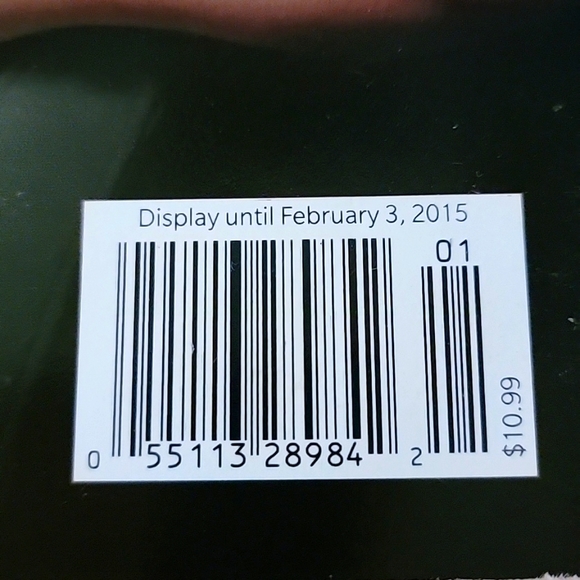 Display until February 3, 2015
01
0 55113 28984 2
$10.99